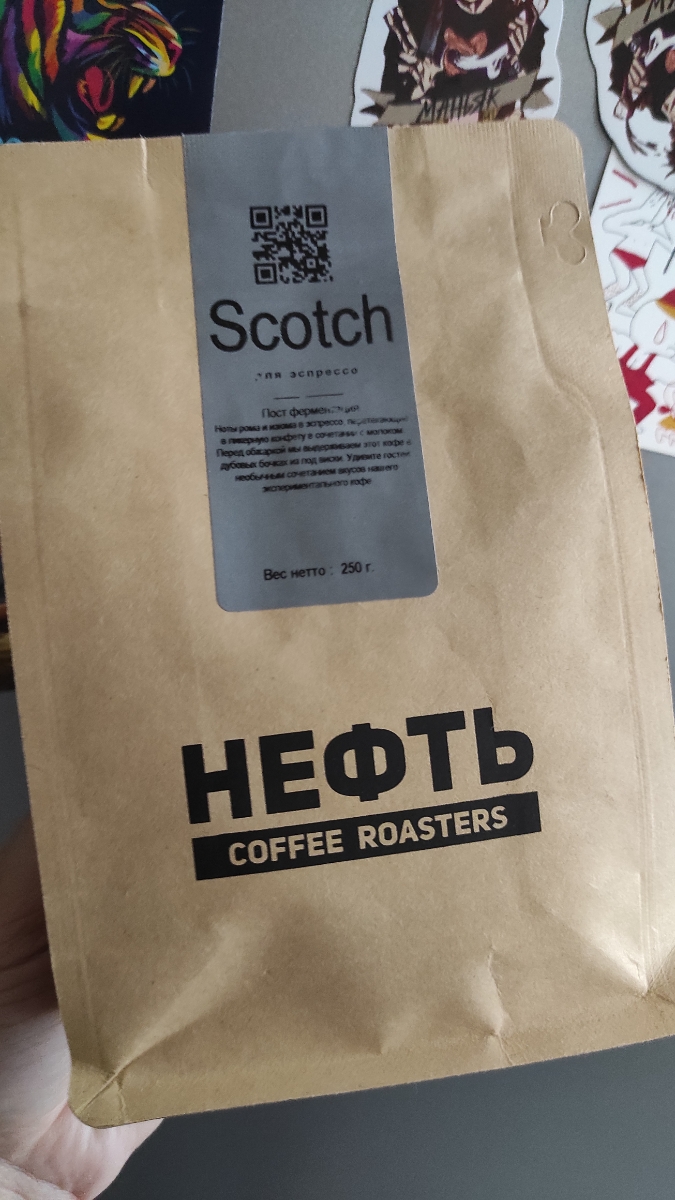 МАНЬЯК
Scotch
для эспрессо
Пост ферментация
Ноты рома и изюма в эспрессо, перетекающие
в ликерную конфету в сочетании с молоком.
Перед обжаркой мы выдерживаем этот кофе в
дубовых бочках из под виски. Удивите гостей
необычным сочетанием вкусов нашего
экспериментального кофе
Вес нетто : 250 г.
НЕФТЬ
COFFEE ROASTERS